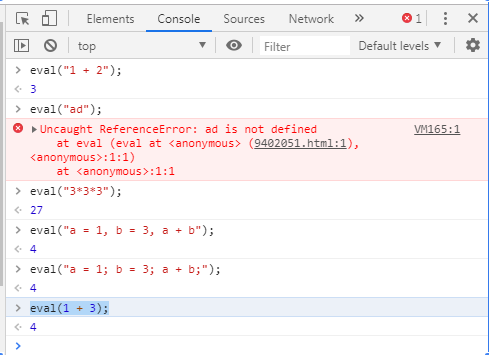 Elements Console Sources Network » 1
top Filter Default levels
> eval("1 + 2");
3
> eval("ad");
Uncaught ReferenceError: ad is not defined VM165:1
at eval (eval at <anonymous> (9402051.html:1),
<anonymous>:1:1)
at <anonymous>:1:1
> eval("3*3*3");
27
> eval("a = 1, b = 3, a + b");
4
> eval("a = 1; b = 3; a + b;");
4
> eval(1 + 3);
4
>